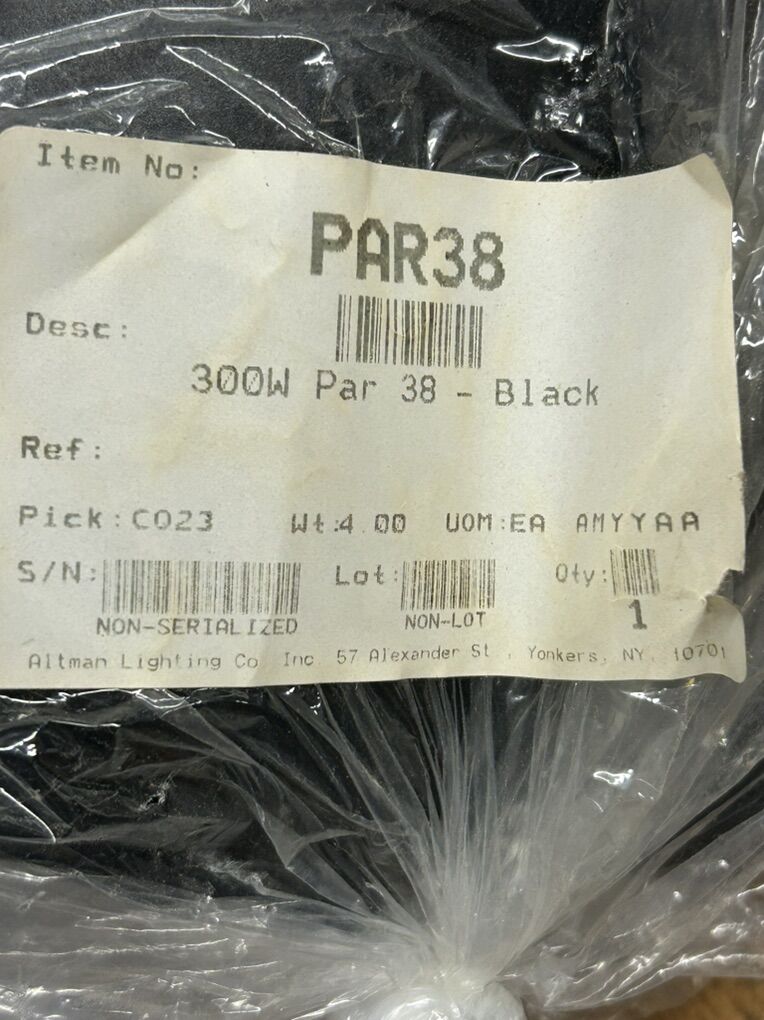 Item No:
PAR38
Desc:
300W Par 38 - Black
Ref:
Pick:C023 Wt:4.00 UOM:EA AMYYAA
S/N: Lot: Qty:
NON-SERIALIZED NON-LOT 1
Altman Lighting Co Inc. 57 Alexander St , Yonkers, NY, 10701